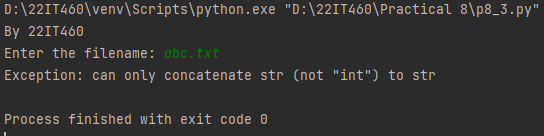 D:\22IT460\venv\Scripts\python.exe "D:\22IT460\Practical 8\p8_3.py"
By 22IT460
Enter the filename: abc.txt
Exception: can only concatenate str (not "int") to str
Process finished with exit code 0